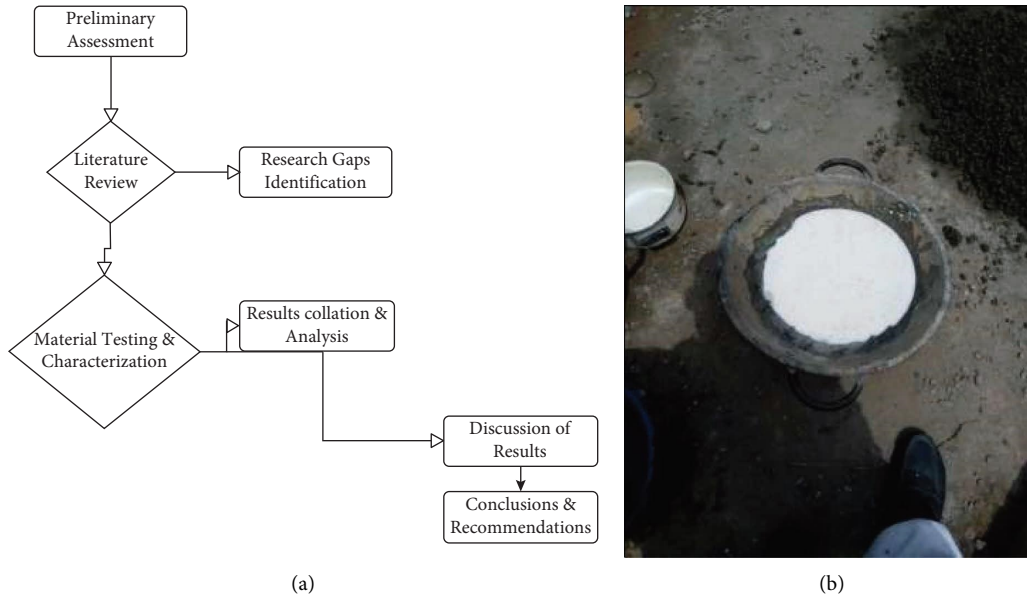 Preliminary
Assessment
Literature
Review
Research Gaps
Identification
Material Testing &
Characterization
Results collation &
Analysis
Discussion of
Results
Conclusions &
Recommendations
(a)
(b)